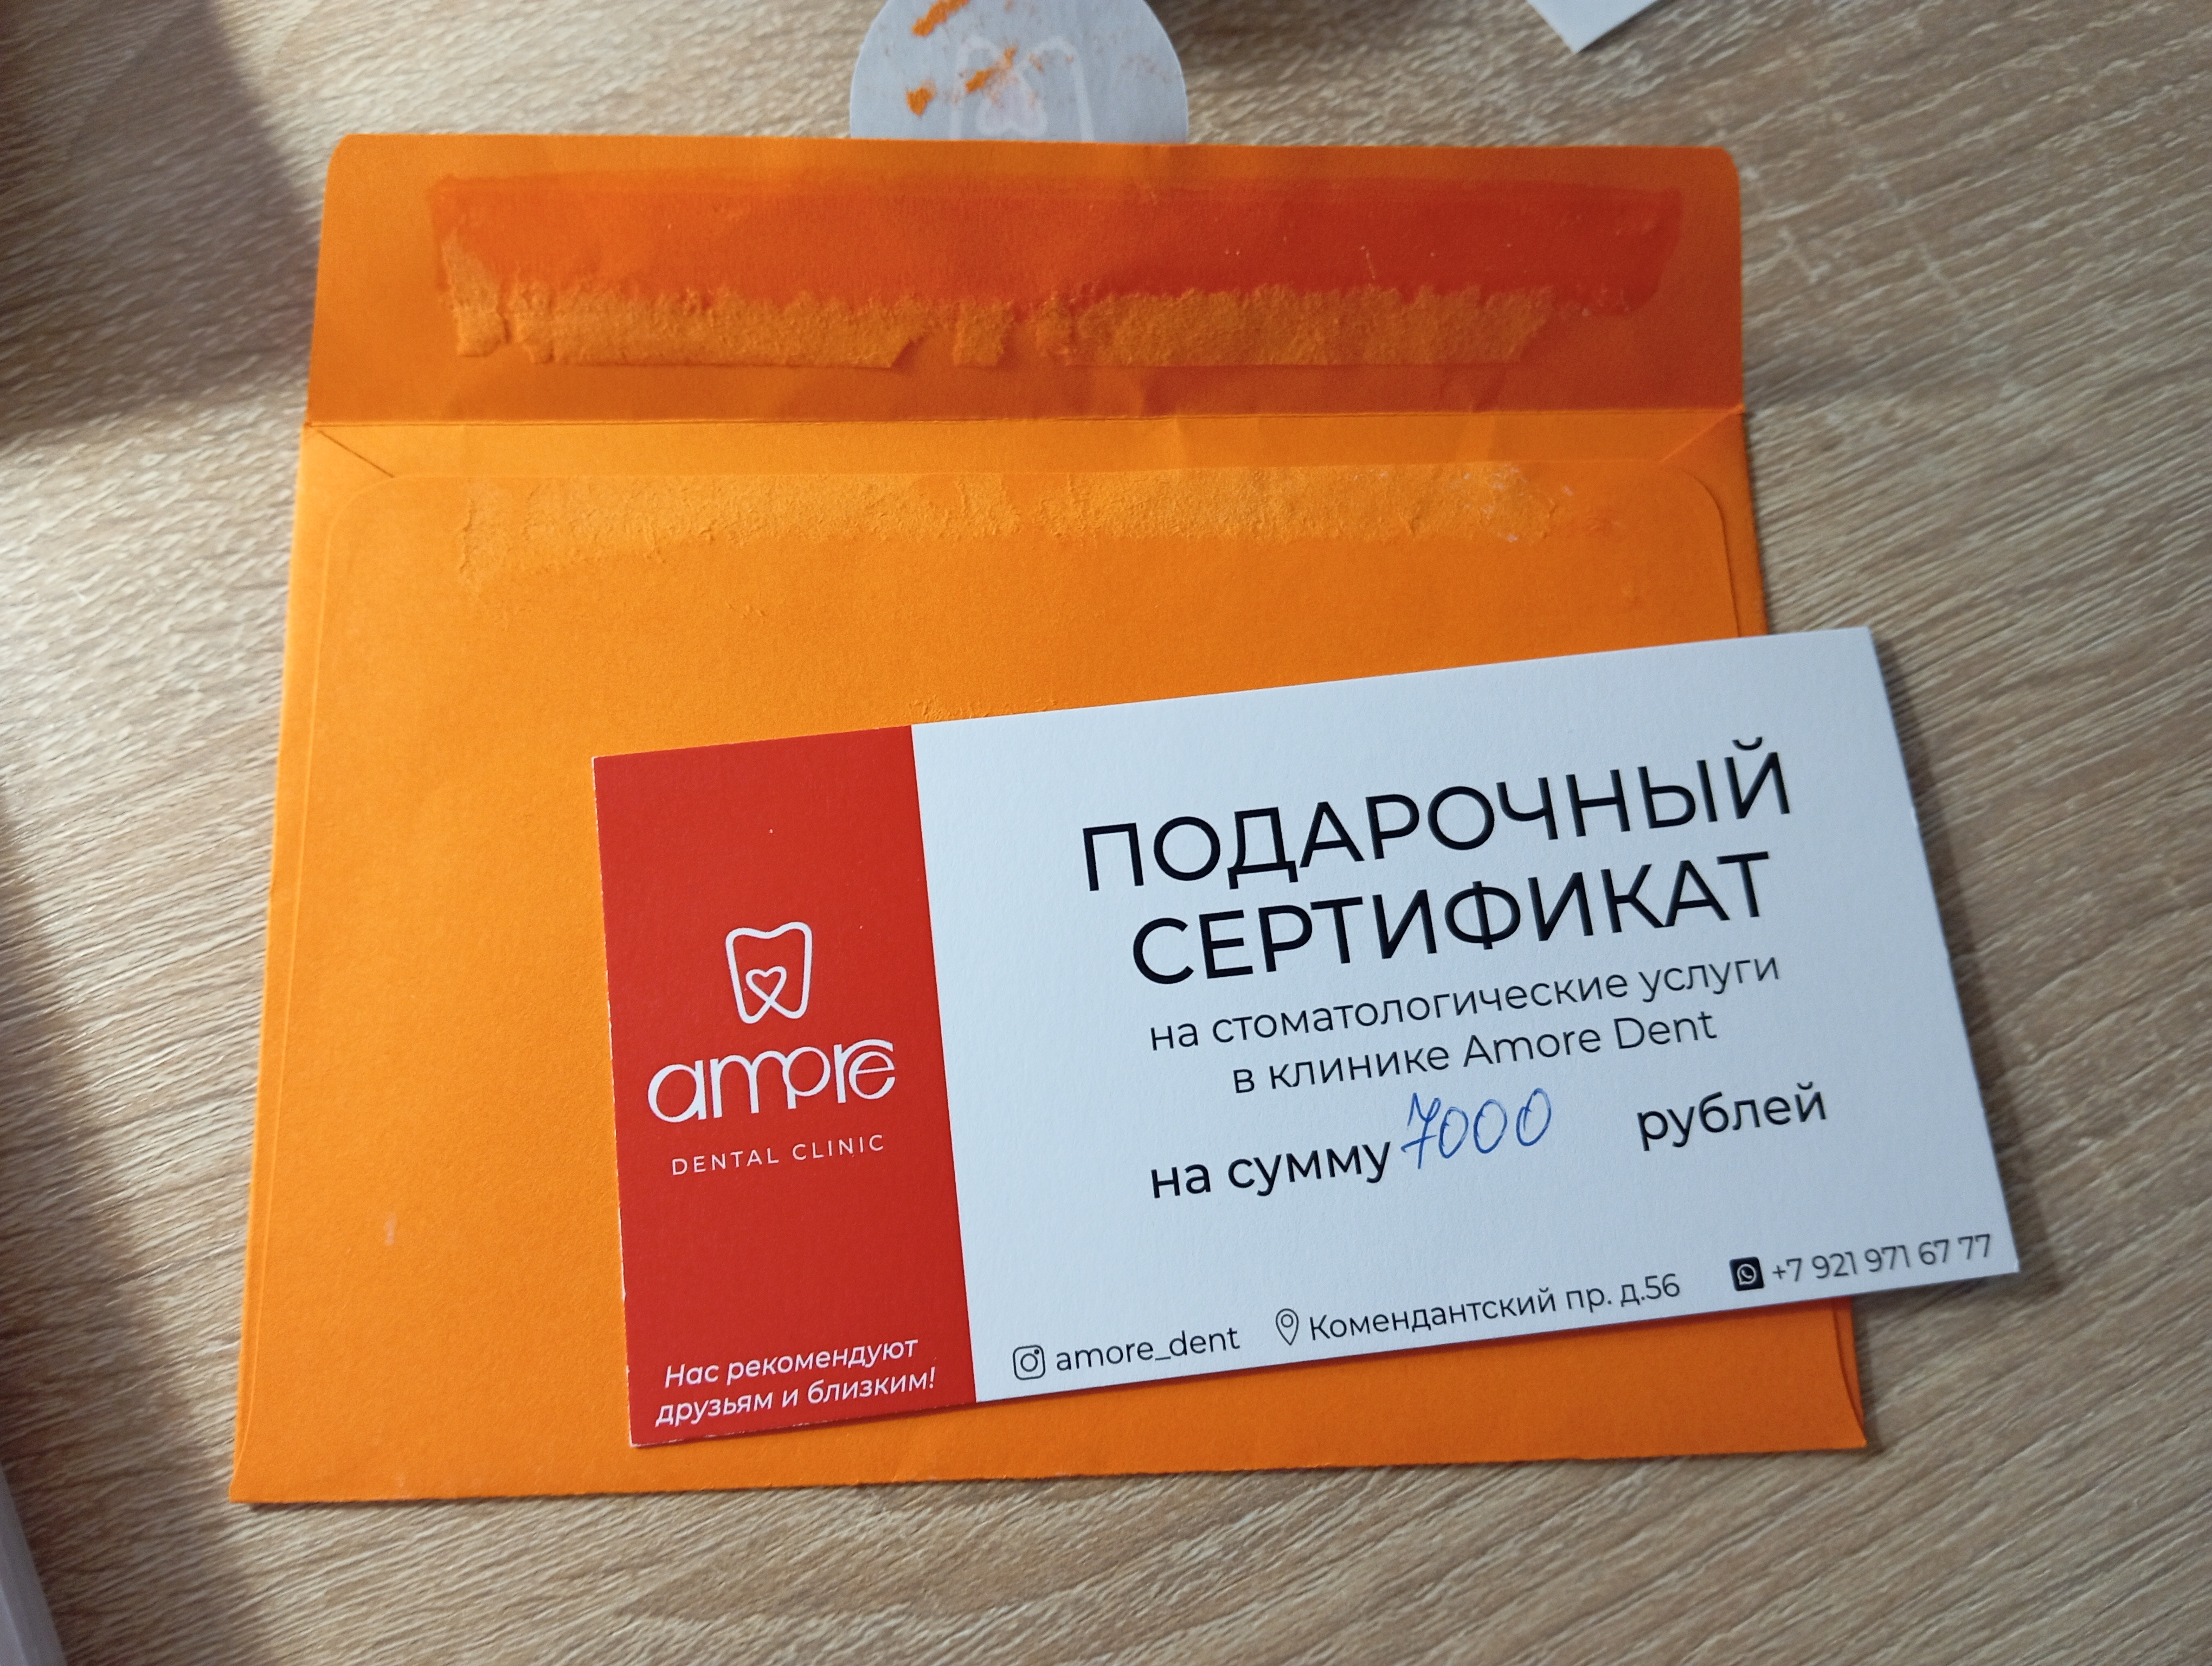 amore
DENTAL CLINIC
Нас рекомендуют
друзьям и близким!
ПОДАРОЧНЫЙ
СЕРТИФИКАТ
на стоматологические услуги
в клинике Amore Dent
на сумму 7000 рублей
amore_dent Комендантский пр. д.56 +7 921 971 67 77